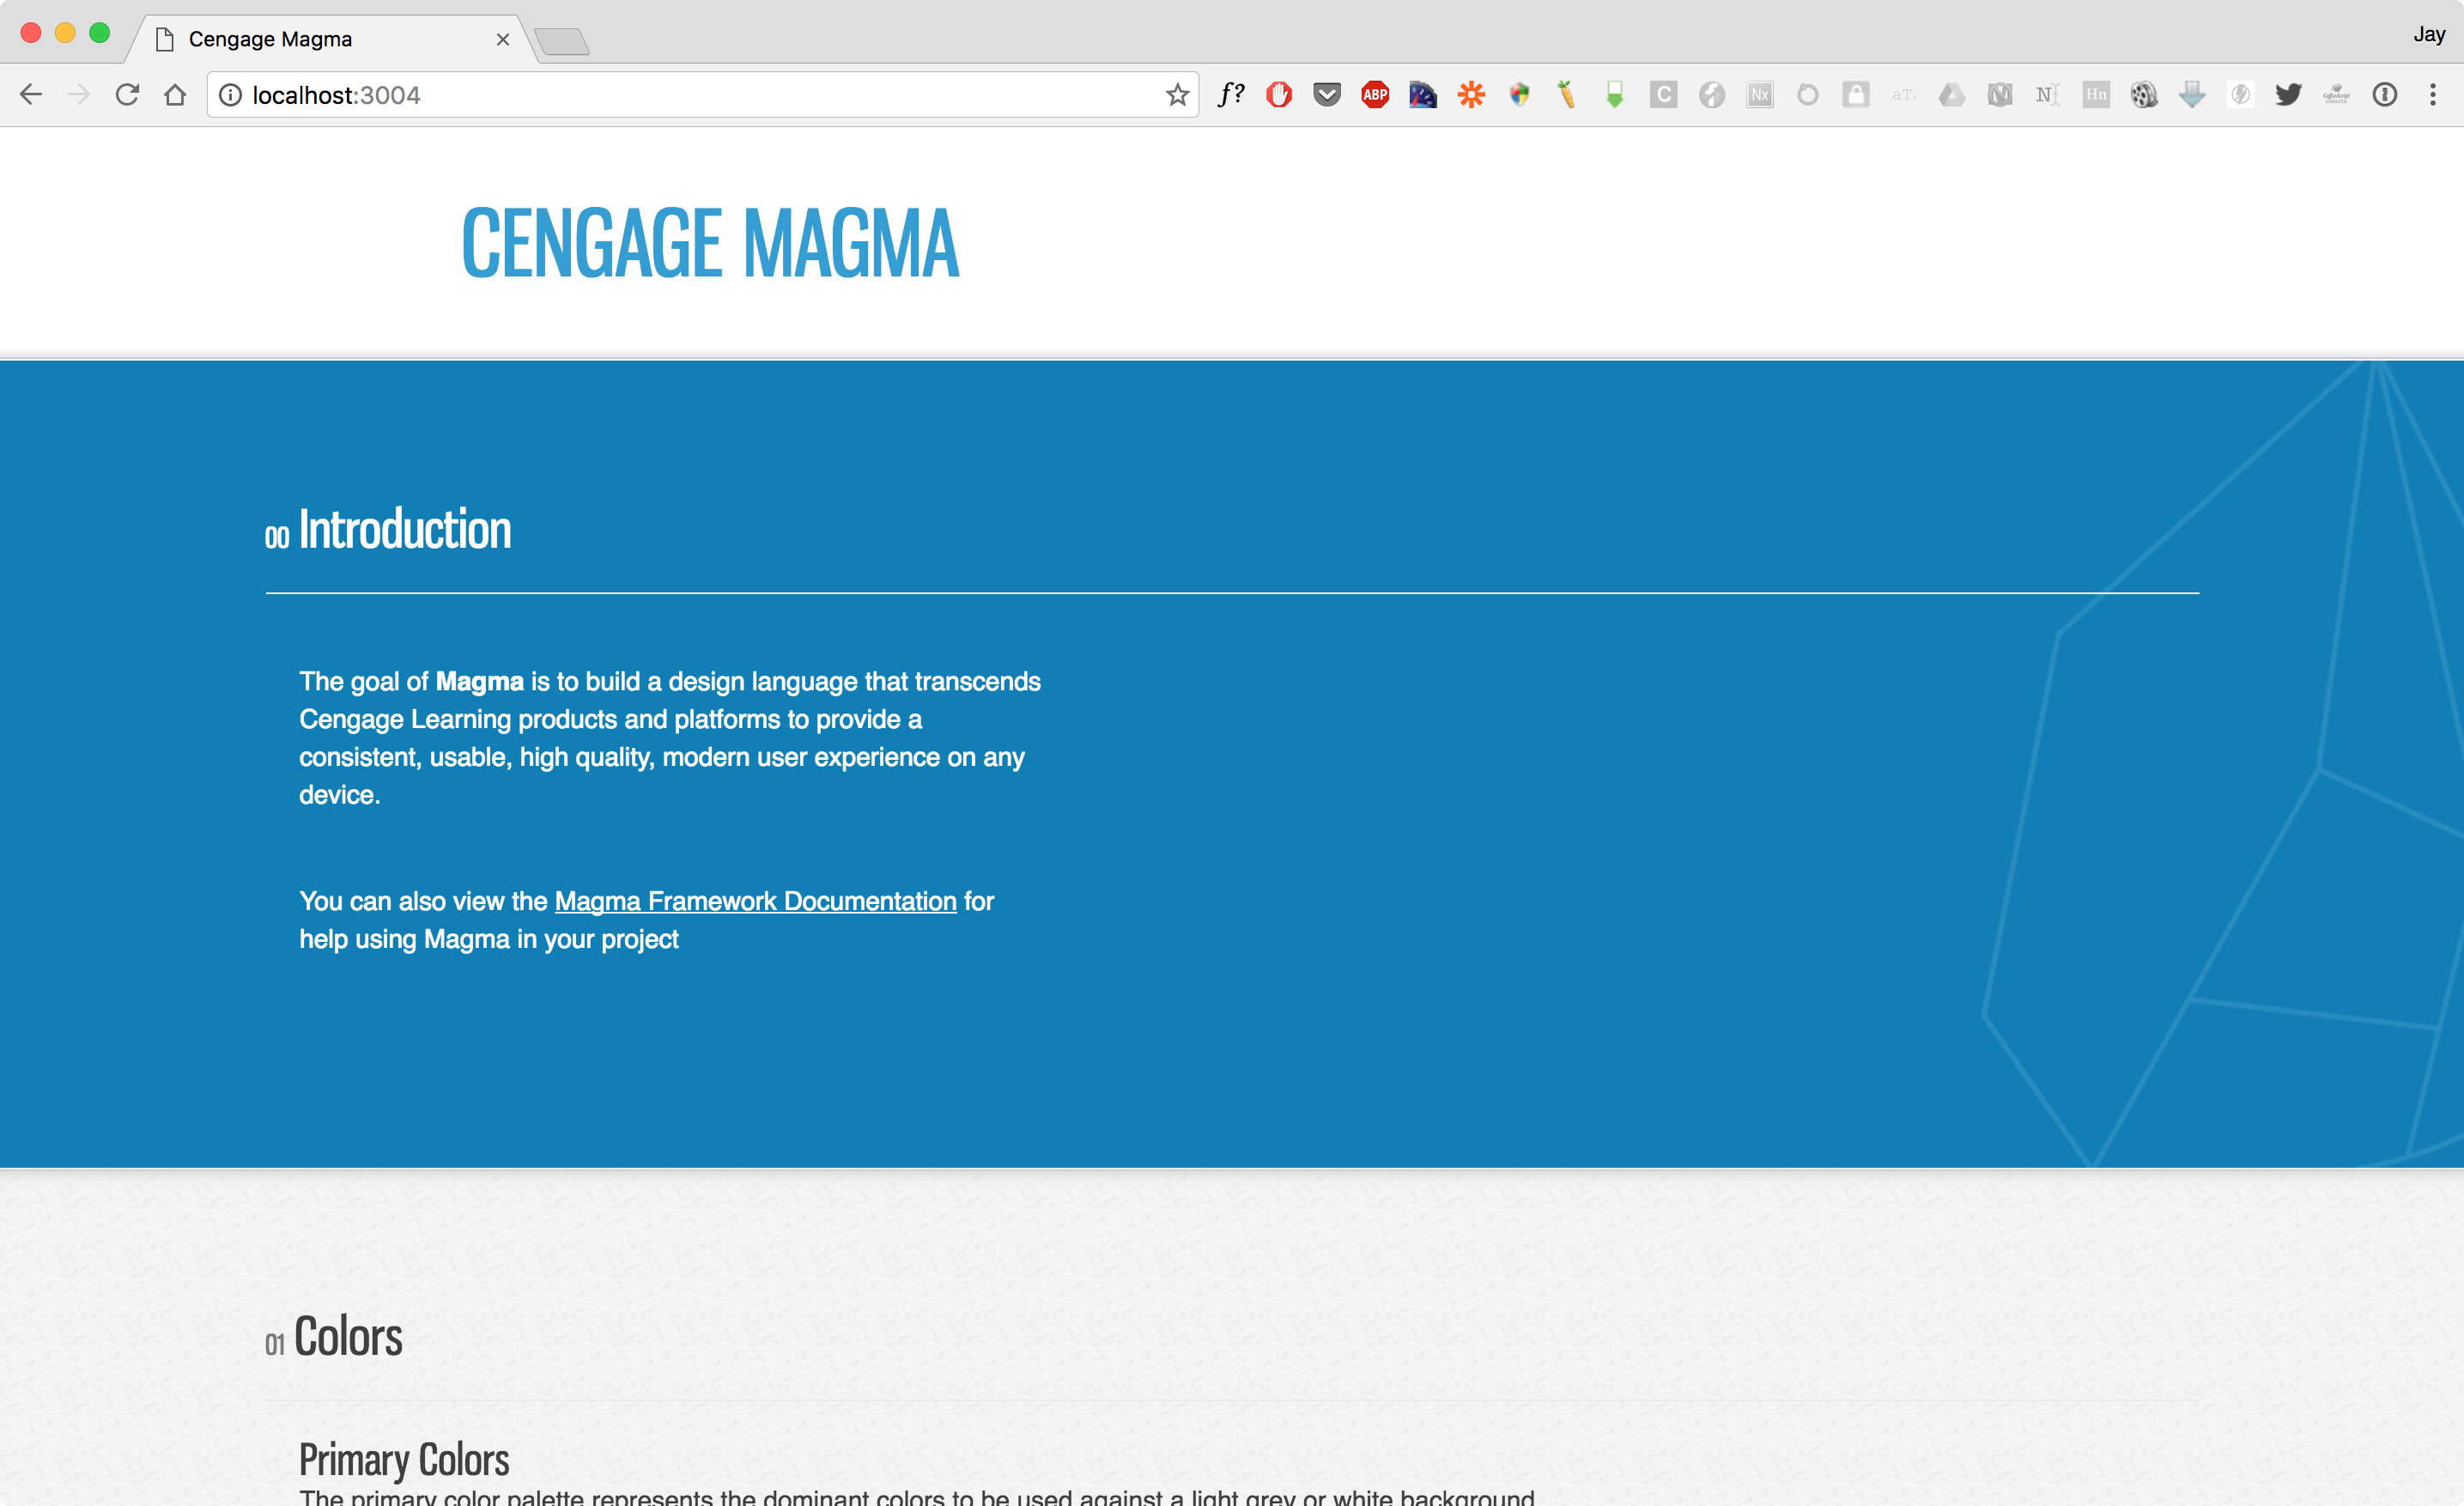 Cengage Magma
Jay
localhost:3004
f?
ABP
C
Nx
aT.
N
Hn
CENGAGE MAGMA
00 Introduction
The goal of Magma is to build a design language that transcends
Cengage Learning products and platforms to provide a
consistent, usable, high quality, modern user experience on any
device.
You can also view the Magma Framework Documentation for
help using Magma in your project
01 Colors
Primary Colors
The primary color palette represents the dominant colors to be used against a light grey or white background